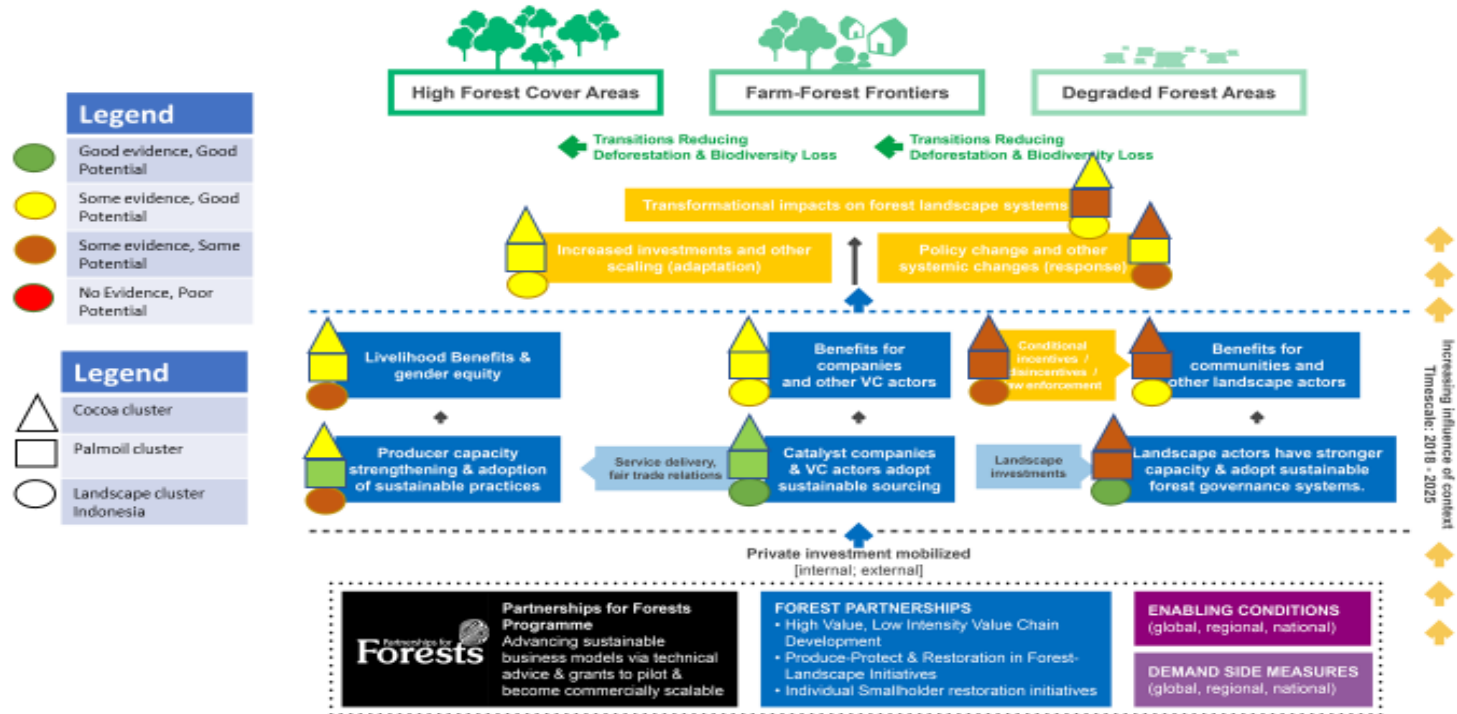 High Forest Cover Areas
Farm-Forest Frontiers
Degraded Forest Areas
Transitions Reducing
Deforestation & Biodiversity Loss
Transitions Reducing
Deforestation & Biodiversity Loss
Legend
Good evidence, Good
Potential
Some evidence, Good
Potential
Some evidence, Some
Potential
No Evidence, Poor
Potential
Legend
Cocoa cluster
Palmoil cluster
Landscape cluster
Indonesia
Transformational impacts on forest landscape systems
Increased investments and other
scaling (adaptation)
Policy change and other
systemic changes (response)
Livelihood Benefits &
gender equity
Benefits for
companies
and other VC actors
Conditional
incentives /
disincentives /
enforcement
Benefits for
communities and
other landscape actors
Producer capacity
strengthening & adoption
of sustainable practices
Service delivery,
fair trade relations
Catalyst companies
& VC actors adopt
sustainable sourcing
Landscape
investments
Landscape actors have stronger
capacity & adopt sustainable
forest governance systems.
Increasing influence of context
Timescale: 2018 - 2025
Private investment mobilized
[internal; external]
Partnerships for
Forests
Partnerships for Forests
Programme
Advancing sustainable
business models via technical
advice & grants to pilot &
become commercially scalable
FOREST PARTNERSHIPS
• High Value, Low Intensity Value Chain
Development
• Produce-Protect & Restoration in Forest-
Landscape Initiatives
• Individual Smallholder restoration initiatives
ENABLING CONDITIONS
(global, regional, national)
DEMAND SIDE MEASURES
(global, regional, national)